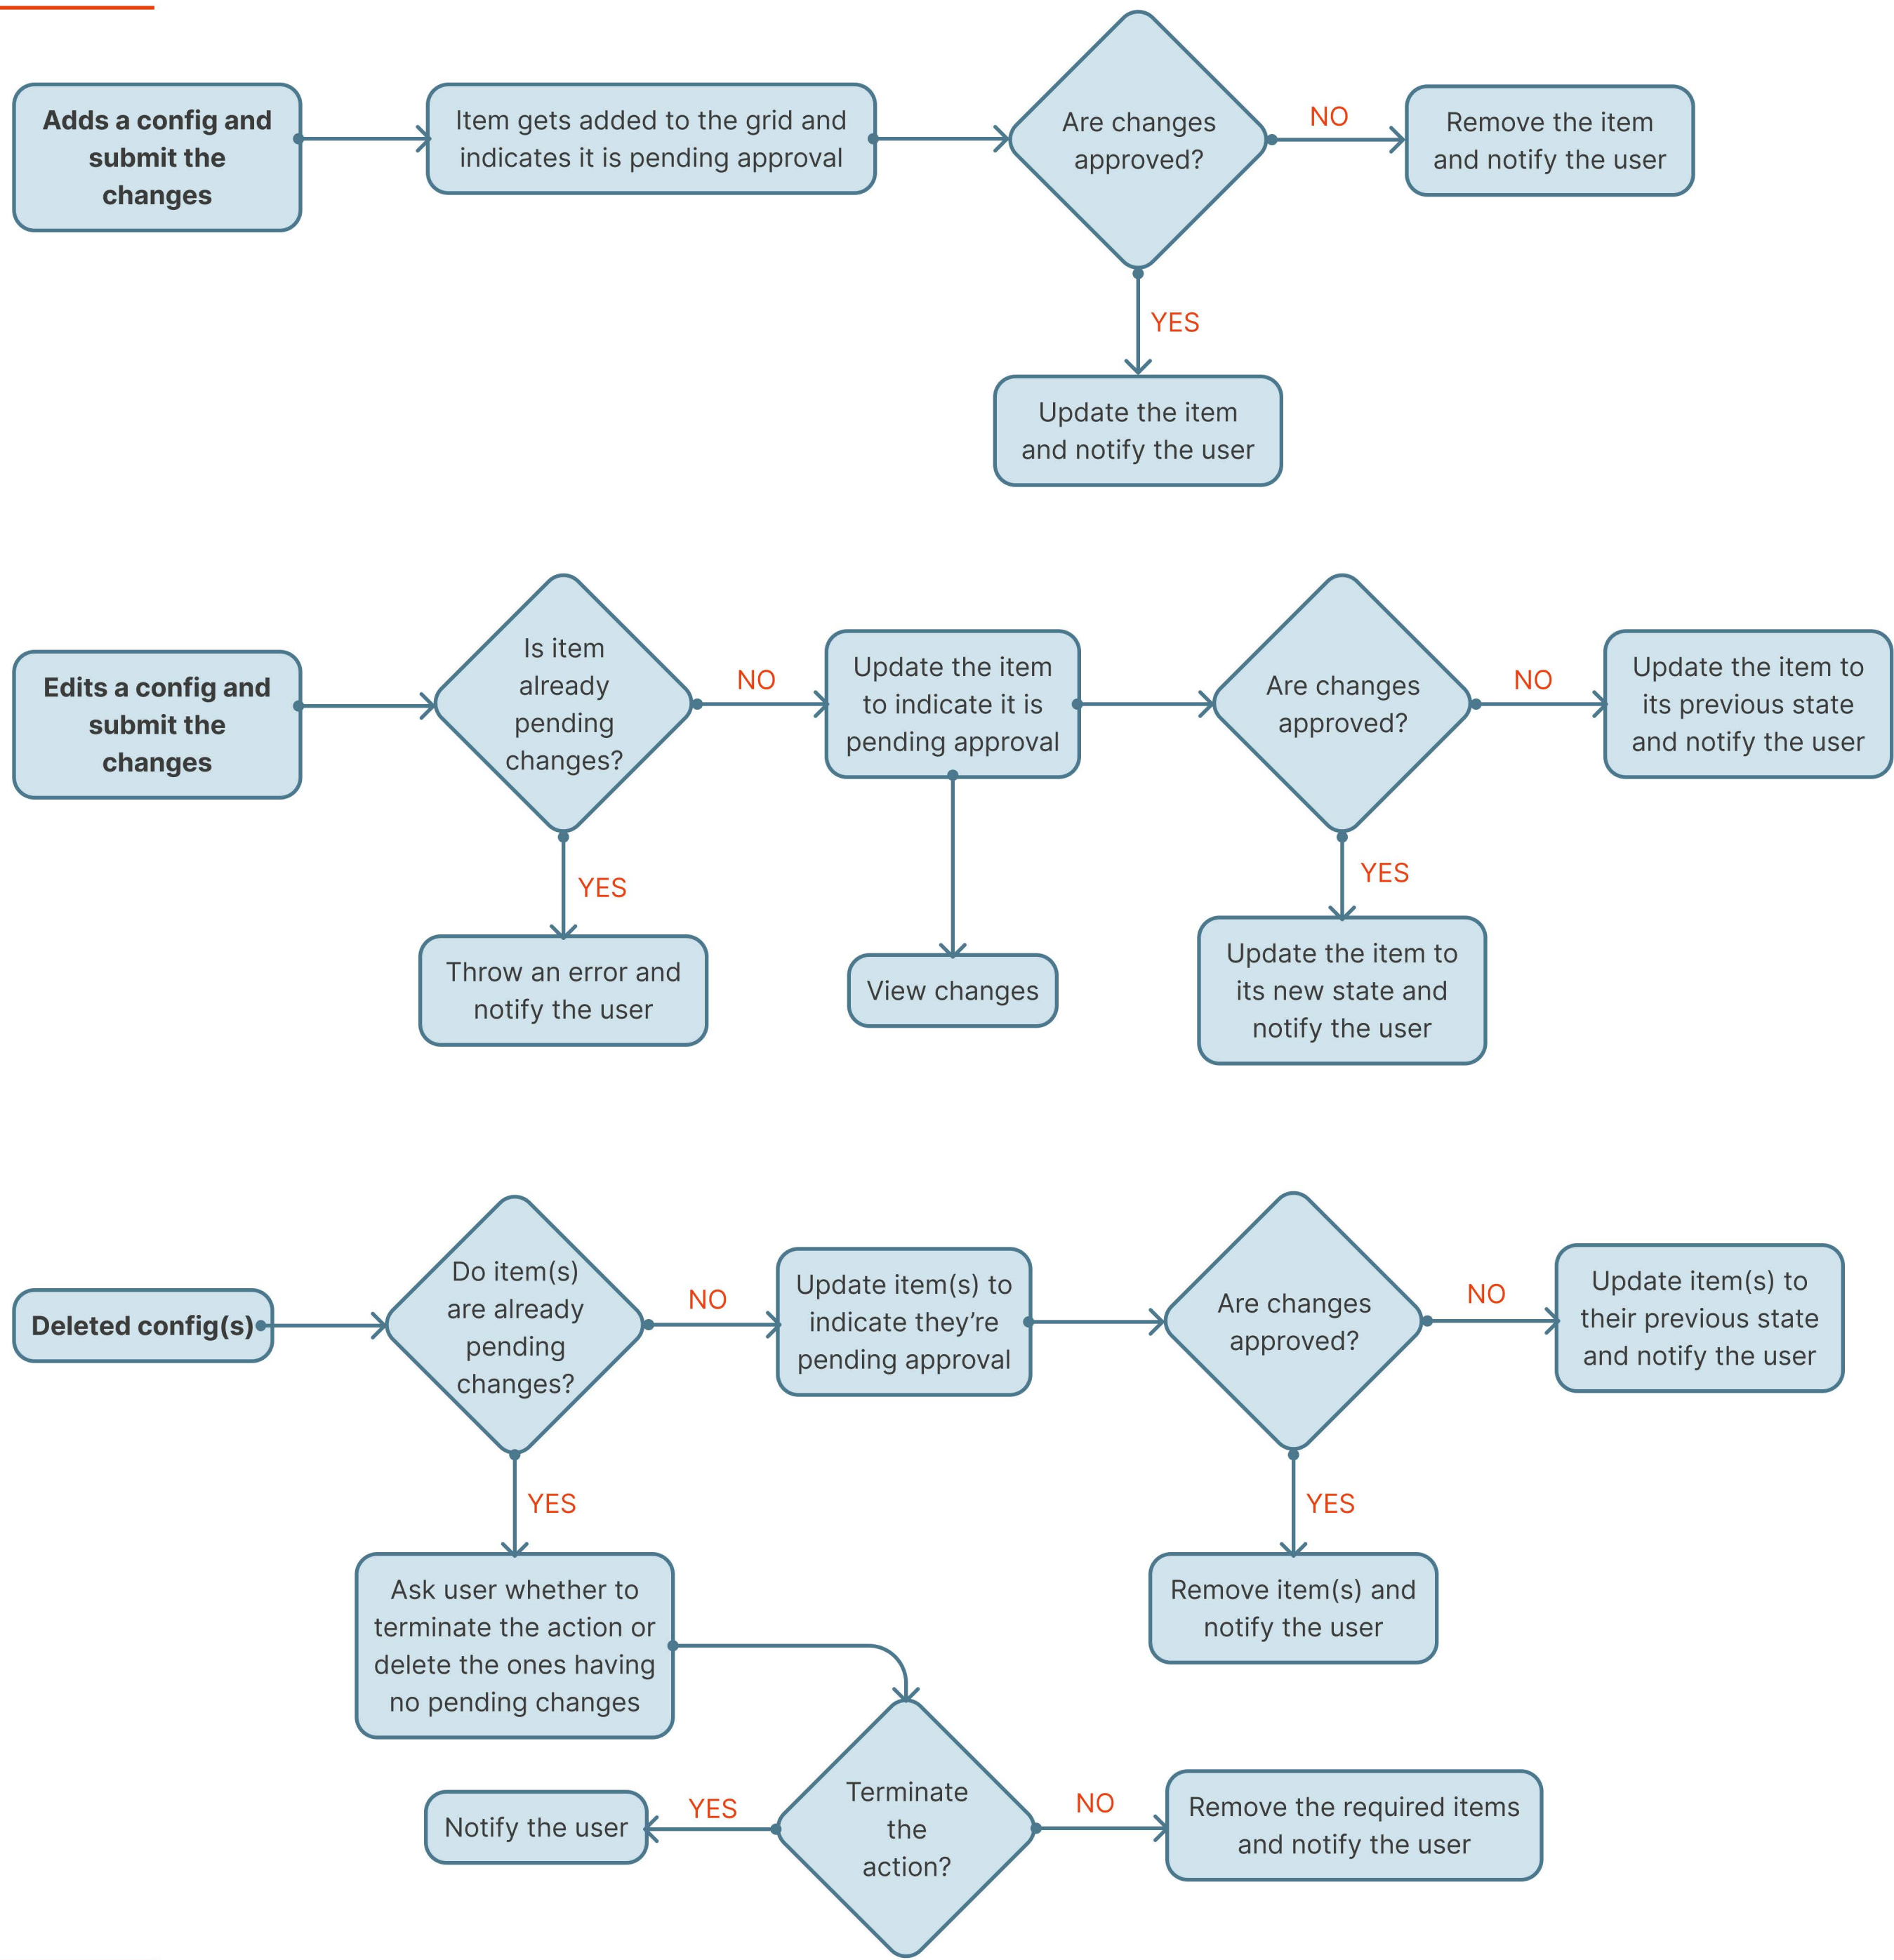 Adds a config and
submit the
changes
Item gets added to the grid and
indicates it is pending approval
Are changes
approved?
NO
Remove the item
and notify the user
YES
Update the item
and notify the user
Edits a config and
submit the
changes
Is item
already
pending
changes?
NO
Update the item
to indicate it is
pending approval
Are changes
approved?
NO
Update the item to
its previous state
and notify the user
YES
Throw an error and
notify the user
View changes
YES
Update the item to
its new state and
notify the user
Deleted config(s)
Do item(s)
are already
pending
changes?
NO
Update item(s) to
indicate they’re
pending approval
Are changes
approved?
NO
Update item(s) to
their previous state
and notify the user
YES
Ask user whether to
terminate the action or
delete the ones having
no pending changes
YES
Remove item(s) and
notify the user
Terminate
the
action?
YES
Notify the user
NO
Remove the required items
and notify the user